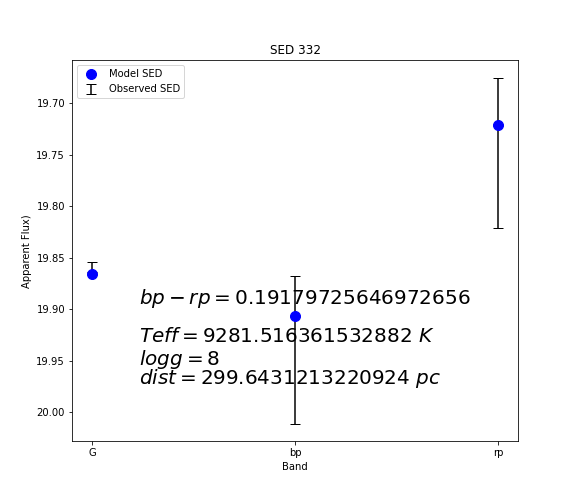 SED 332
Model SED
Observed SED
19.70
19.75
19.80
19.85
19.90
19.95
20.00
Apparent Flux)
bp − rp = 0.19179725646972656
Teff = 9281.516361532882 K
logg = 8
dist = 299.6431213220924 pc
G bp rp
Band